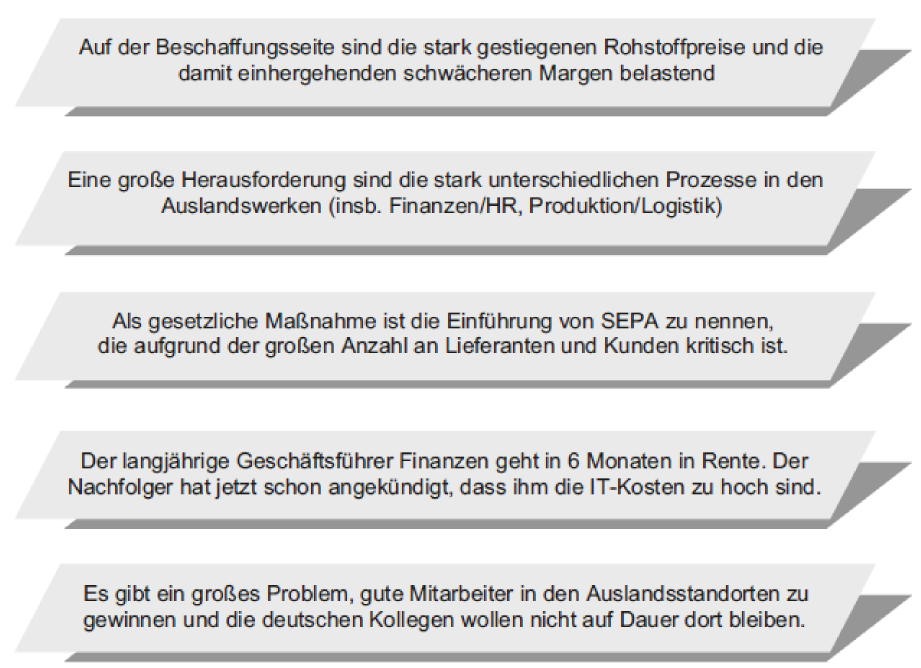 Auf der Beschaffungsseite sind die stark gestiegenen Rohstoffpreise und die
damit einhergehenden schwächeren Margen belastend
Eine große Herausforderung sind die stark unterschiedlichen Prozesse in den
Auslandswerken (insb. Finanzen/HR, Produktion/Logistik)
Als gesetzliche Maßnahme ist die Einführung von SEPA zu nennen,
die aufgrund der großen Anzahl an Lieferanten und Kunden kritisch ist.
Der langjährige Geschäftsführer Finanzen geht in 6 Monaten in Rente. Der
Nachfolger hat jetzt schon angekündigt, dass ihm die IT-Kosten zu hoch sind.
Es gibt ein großes Problem, gute Mitarbeiter in den Auslandsstandorten zu
gewinnen und die deutschen Kollegen wollen nicht auf Dauer dort bleiben.